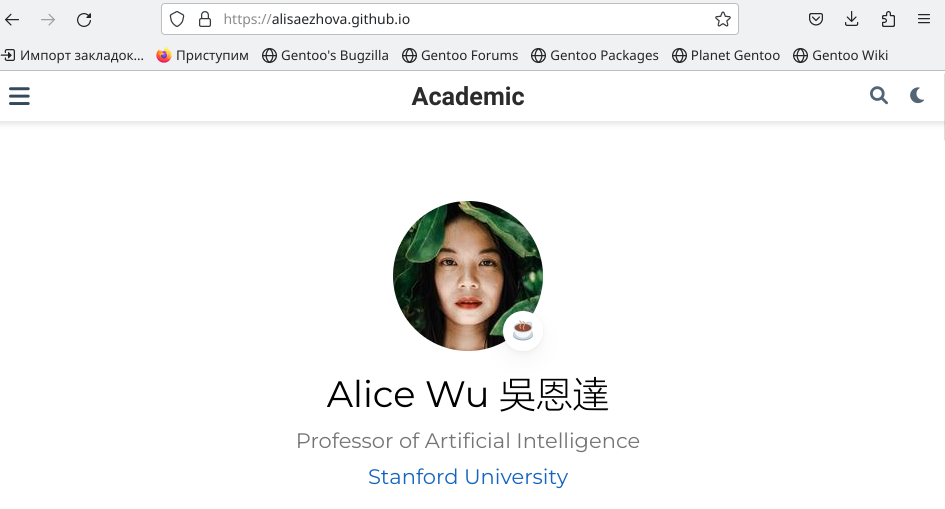 https://alisaezhova.github.io
Импорт закладок... Приступим Gentoo's Bugzilla Gentoo Forums Gentoo Packages Planet Gentoo Gentoo Wiki
Academic
Alice Wu 吳恩達
Professor of Artificial Intelligence
Stanford University